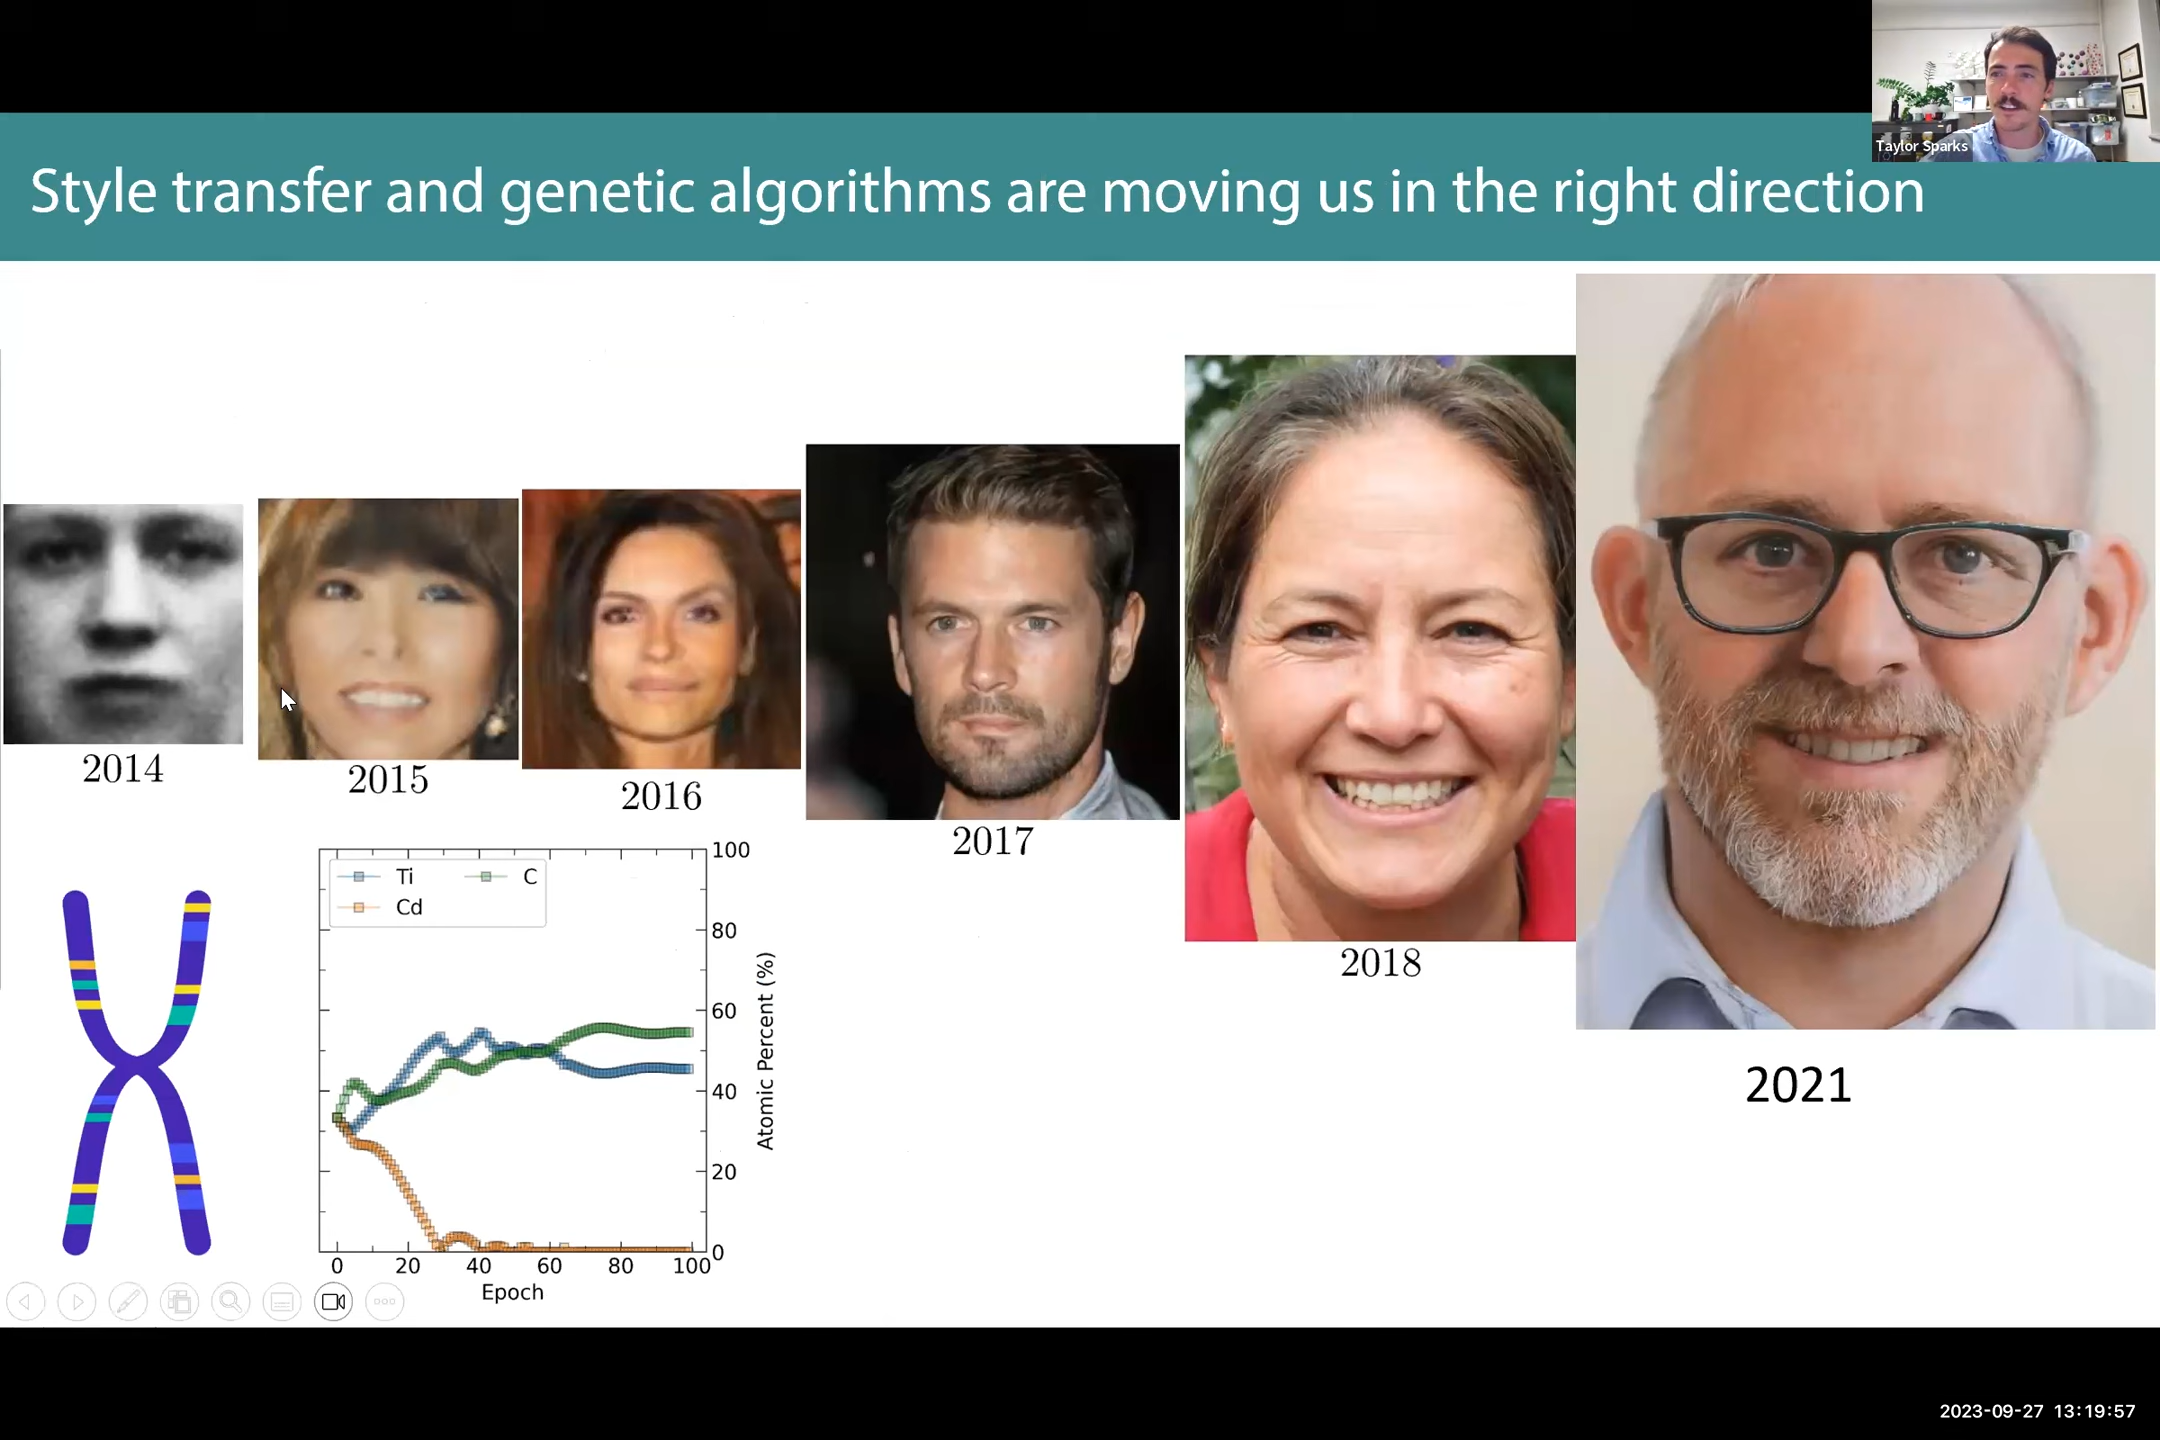 Taylor Sparks
Style transfer and genetic algorithms are moving us in the right direction
2014
2015
2016
2017
2018
2021
Ti
C
Cd
100
80
60
40
20
0
Atomic Percent (%)
0 20 40 60 80 100
Epoch
2023-09-27 13:19:57